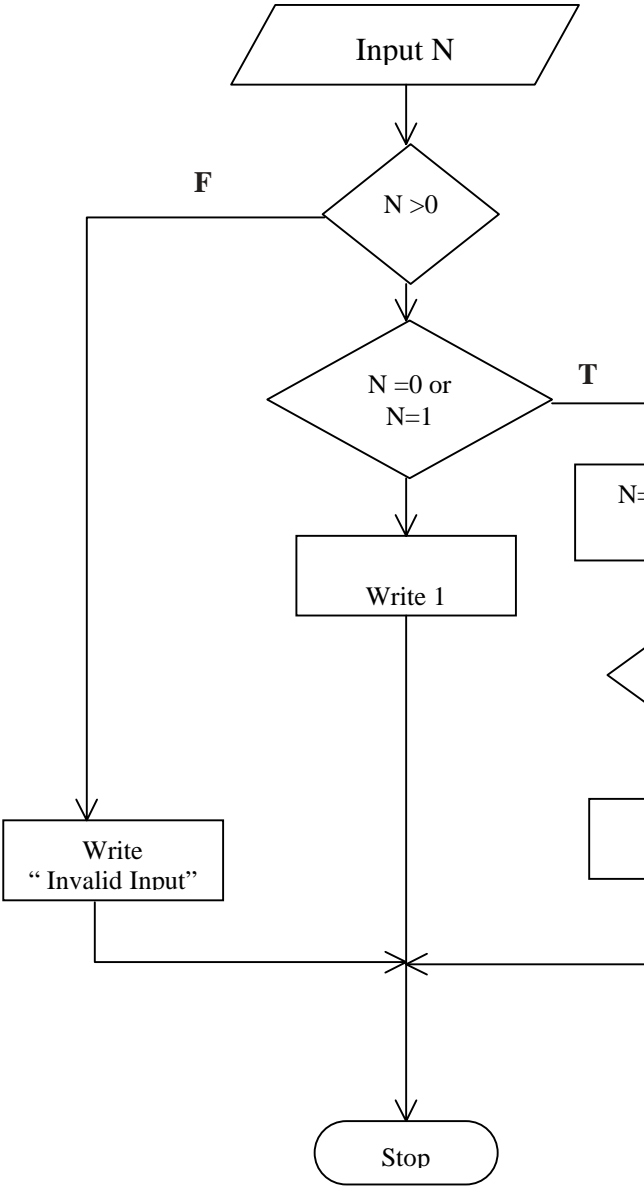 Input N
F
N >0
N =0 or
N=1
T
N=
Write 1
Write
“ Invalid Input”
Stop